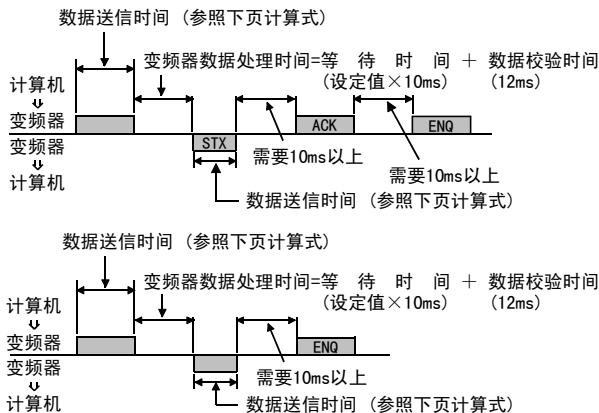 数据送信时间 (参照下页计算式)
变频器数据处理时间=等 待 时 间 + 数据校验时间
(设定值×10ms) (12ms)
计算机
⇩
变频器
ACK
ENQ
变频器
⇩
计算机
STX
需要10ms以上
需要10ms以上
数据送信时间 (参照下页计算式)
数据送信时间 (参照下页计算式)
变频器数据处理时间=等 待 时 间 + 数据校验时间
(设定值×10ms) (12ms)
计算机
⇩
变频器
ENQ
变频器
⇩
计算机
需要10ms以上
数据送信时间 (参照下页计算式)